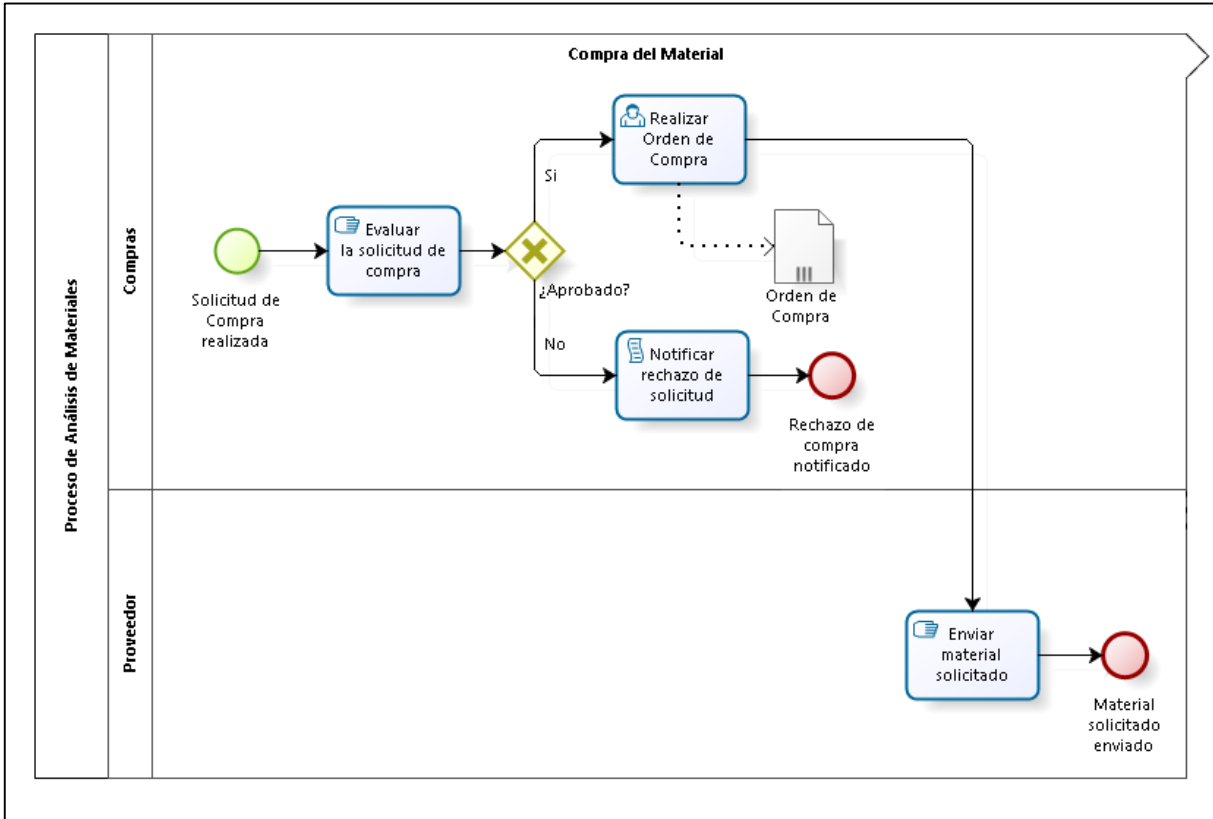 Compra del Material
Proceso de Análisis de Materiales
Compras
Solicitud de
Compra
realizada
Evaluar
la solicitud de
compra
¿Aprobado?
Si
Realizar
Orden de
Compra
Orden de
Compra
No
Notificar
rechazo de
solicitud
Rechazo de
compra
notificado
Proveedor
Enviar
material
solicitado
Material
solicitado
enviado